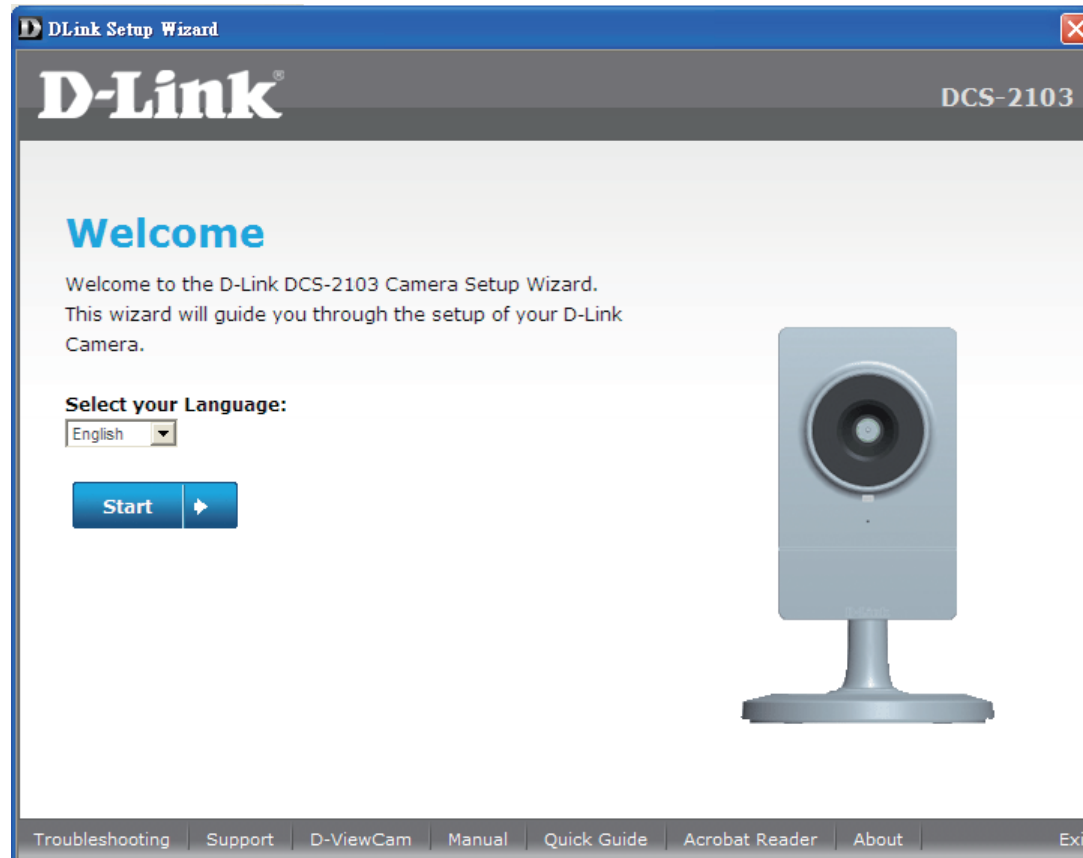 DLink Setup Wizard
D-Link®
DCS-2103
Welcome
Welcome to the D-Link DCS-2103 Camera Setup Wizard.
This wizard will guide you through the setup of your D-Link
Camera.
Select your Language:
English
Start
D-Link
Troubleshooting Support D-ViewCam Manual Quick Guide Acrobat Reader About Exi